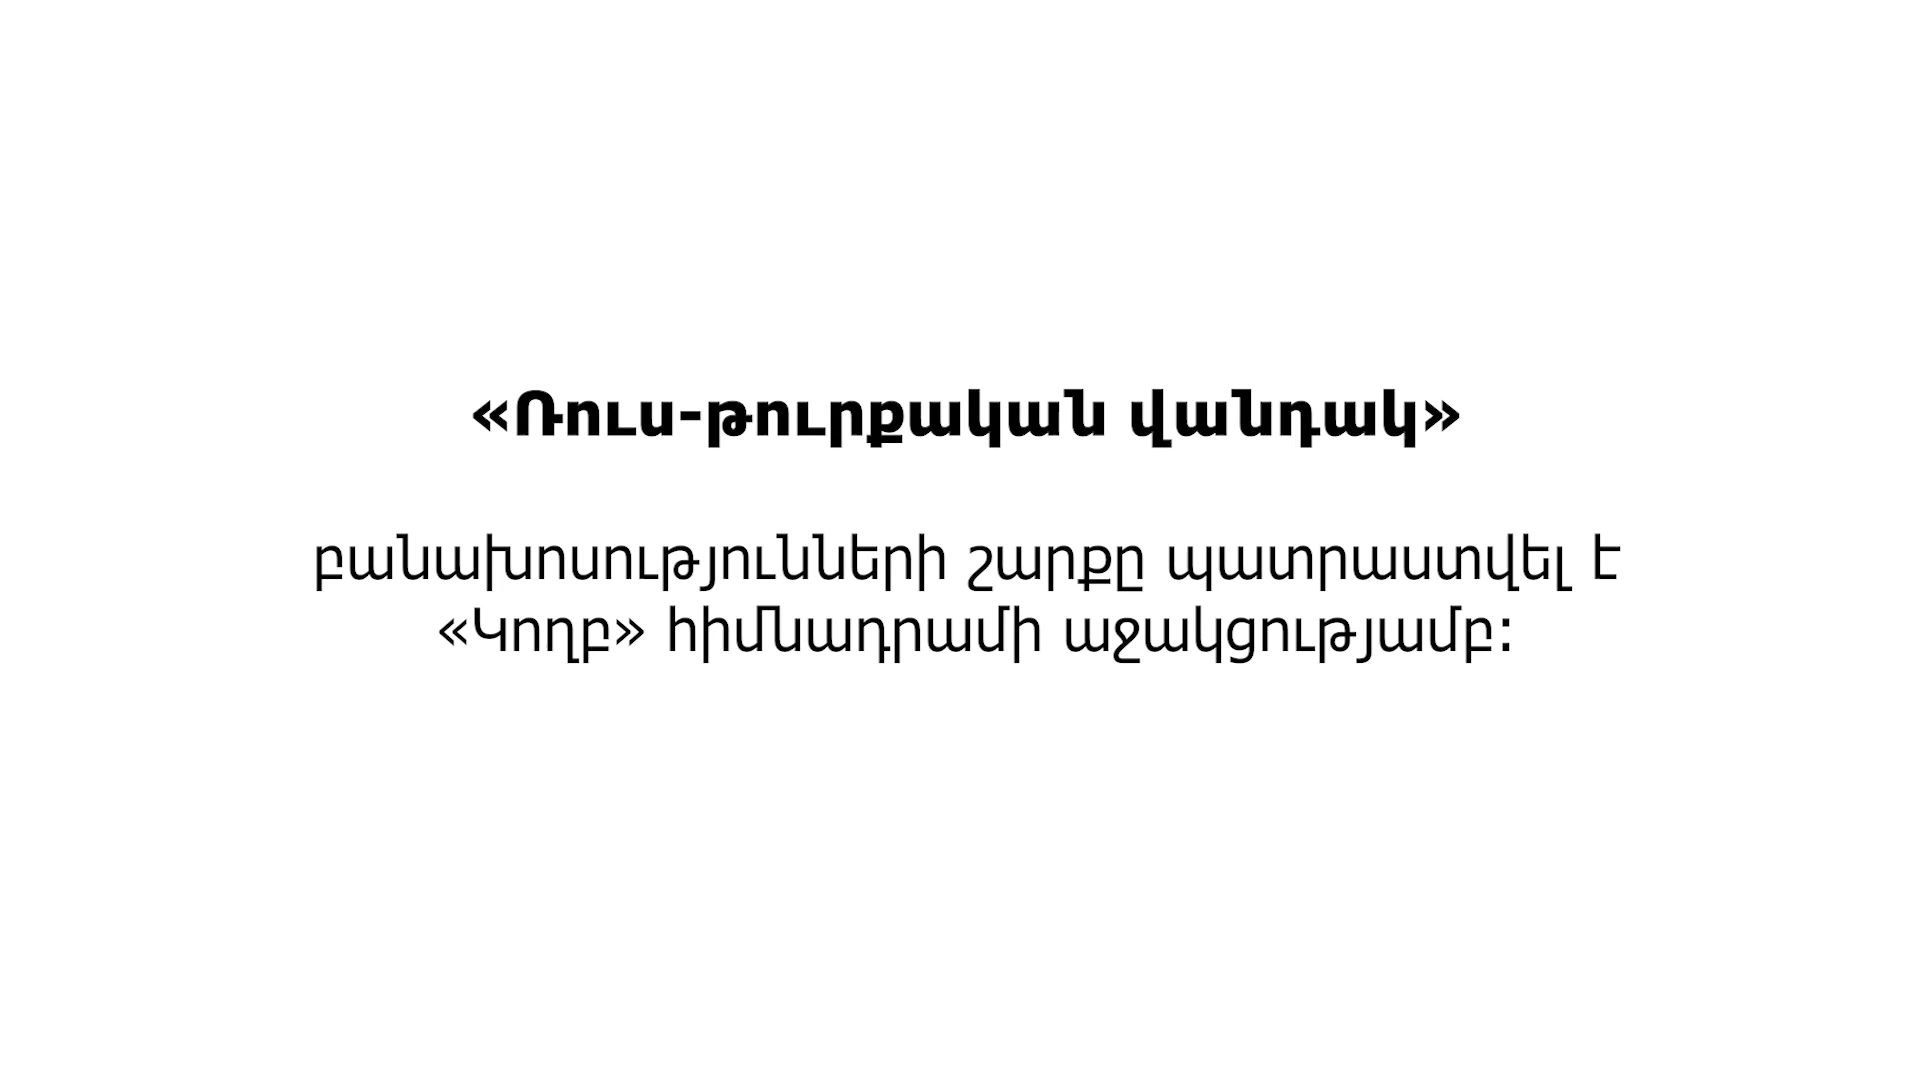 «Ռուս-թուրքական վանդակ»
բանախոսությունների շարքը պատրաստվել է
«Կողբ» հիմնադրամի աջակցությամբ: